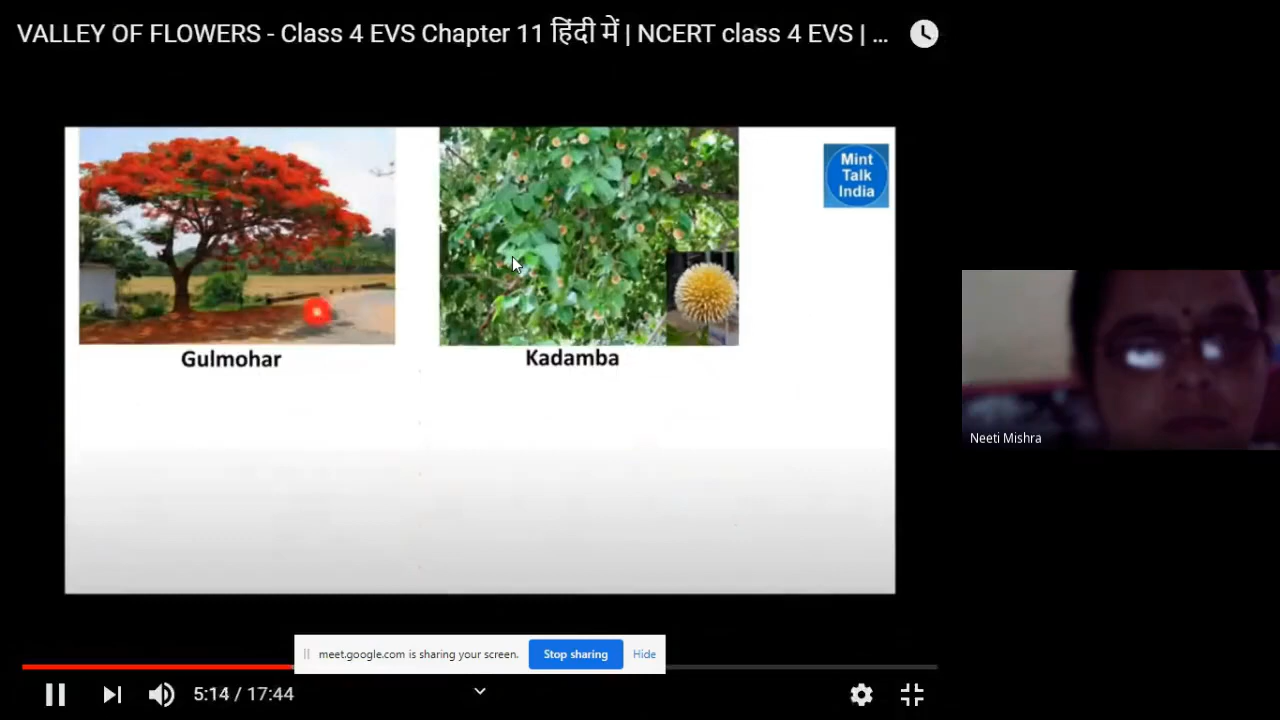 VALLEY OF FLOWERS - Class 4 EVS Chapter 11 हिंदी में | NCERT class 4 EVS | ...
Mint
Talk
India
Gulmohar
Kadamba
Neeti Mishra
meet.google.com is sharing your screen.
Stop sharing
Hide
5:14 / 17:44